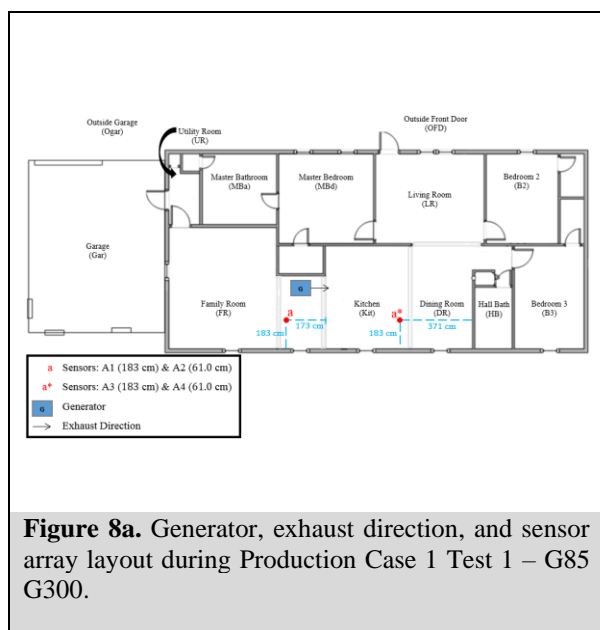 Outside Garage
(Ogar)
Utility Room
(UR)
Outside Front Door
(OFD)
Master Bathroom
(MBa)
Master Bedroom
(MBd)
Living Room
(LR)
Bedroom 2
(B2)
Garage
(Gar)
Family Room
(FR)
G
a
183 cm
173 cm
Kitchen
(Kit)
a*
183 cm
Dining Room
(DR)
371 cm
Hall Bath
(HB)
Bedroom 3
(B3)
a Sensors: A1 (183 cm) & A2 (61.0 cm)
a* Sensors: A3 (183 cm) & A4 (61.0 cm)
G Generator
Exhaust Direction
Figure 8a. Generator, exhaust direction, and sensor
array layout during Production Case 1 Test 1 – G85
G300.